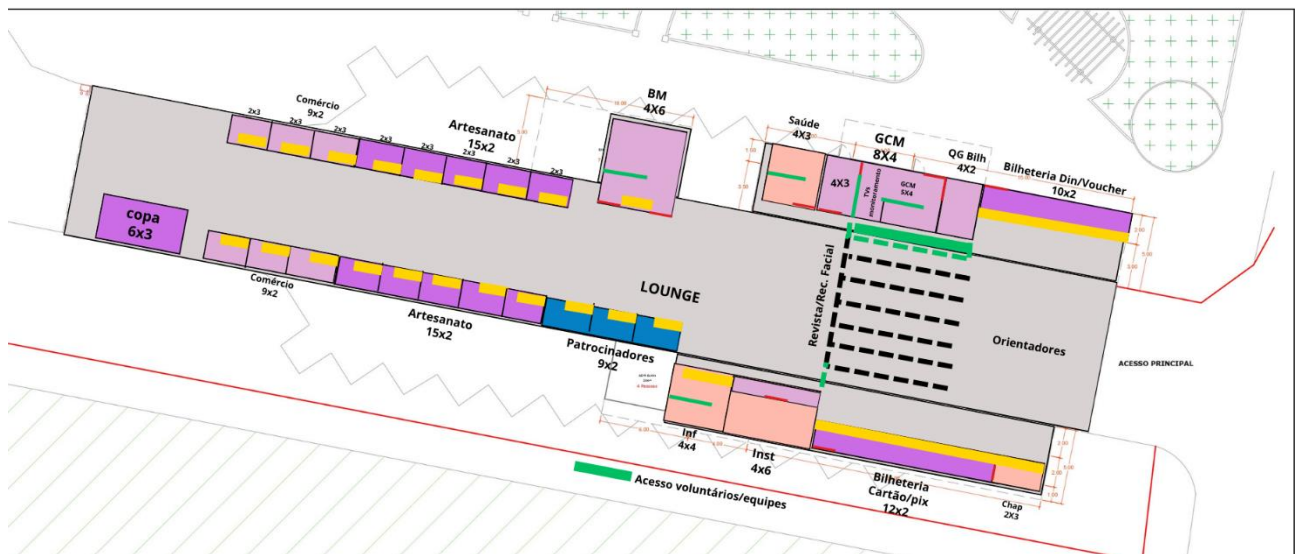 Comércio
9x2
2x3
2x3
2x3
2x3
2x3
2x3
2x3
2x3
Artesanato
15x2
BM
4X6
Saúde
4X3
GCM
8X4
QG Bilh
4X2
Bilheteria Din/Voucher
10x2
4X3
TVs
monitoramento
GCM
5X4
copa
6x3
Comércio
9x2
Artesanato
15x2
Patrocinadores
9x2
LOUNGE
Revista/Rec. Facial
Orientadores
ACESSO PRINCIPAL
Inf
4x4
Inst
4x6
Bilheteria
Cartão/pix
12x2
Chap
2X3
Acesso voluntários/equipes